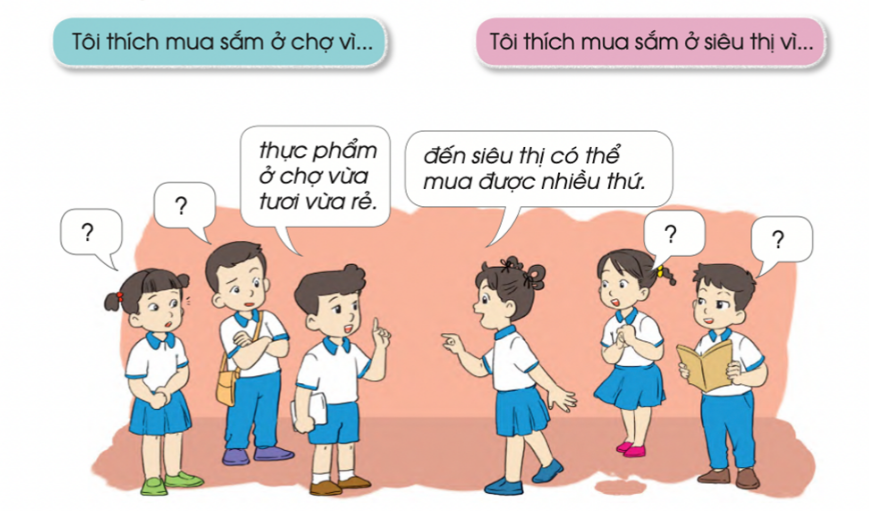 Tôi thích mua sắm ở chợ vì...
Tôi thích mua sắm ở siêu thị vì...
?
?
thực phẩm
ở chợ vừa
tươi vừa rẻ.
đến siêu thị có thể
mua được nhiều thứ.
?
?